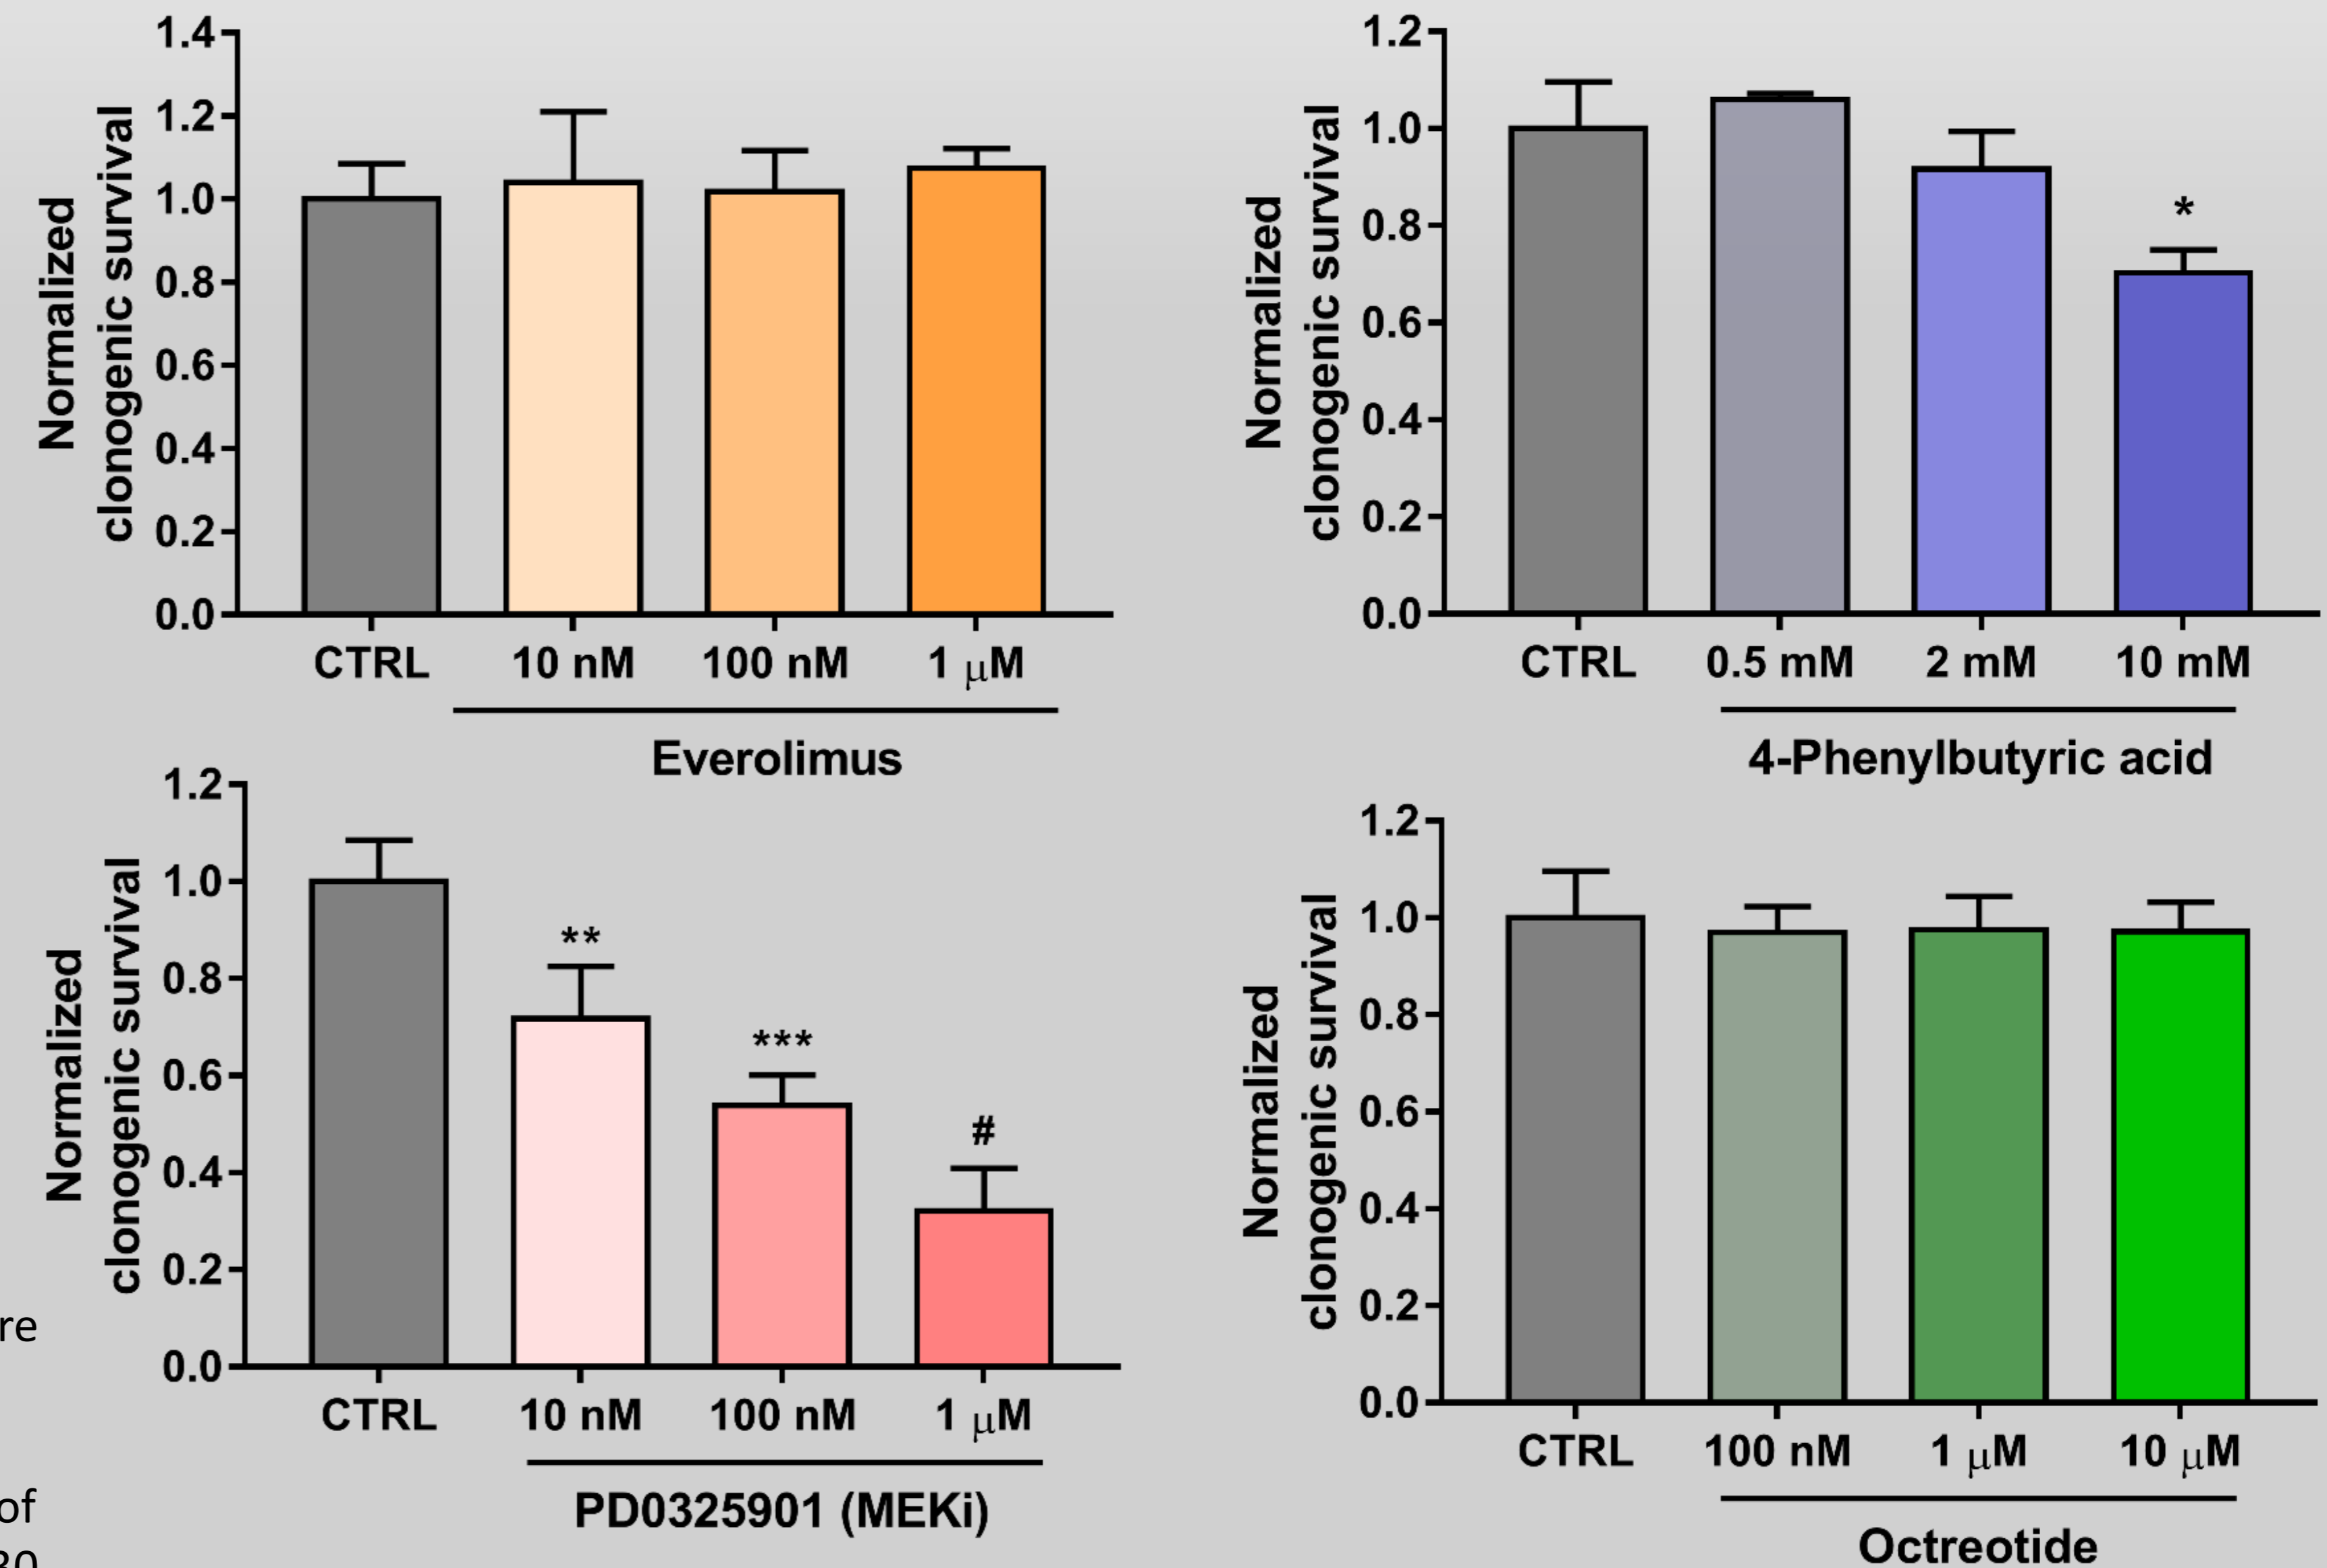 Normalized
clonogenic survival
1.4
1.2
1.0
0.8
0.6
0.4
0.2
0.0
CTRL 10 nM 100 nM 1 μM
Everolimus
Normalized
clonogenic survival
1.2
1.0
0.8
0.6
0.4
0.2
0.0
*
CTRL 0.5 mM 2 mM 10 mM
4-Phenylbutyric acid
Normalized
clonogenic survival
1.2
1.0
0.8
0.6
0.4
0.2
0.0
**
***
#
CTRL 10 nM 100 nM 1 μM
PD0325901 (MEKi)
Normalized
clonogenic survival
1.2
1.0
0.8
0.6
0.4
0.2
0.0
CTRL 100 nM 1 μM 10 μM
Octreotide
re
of